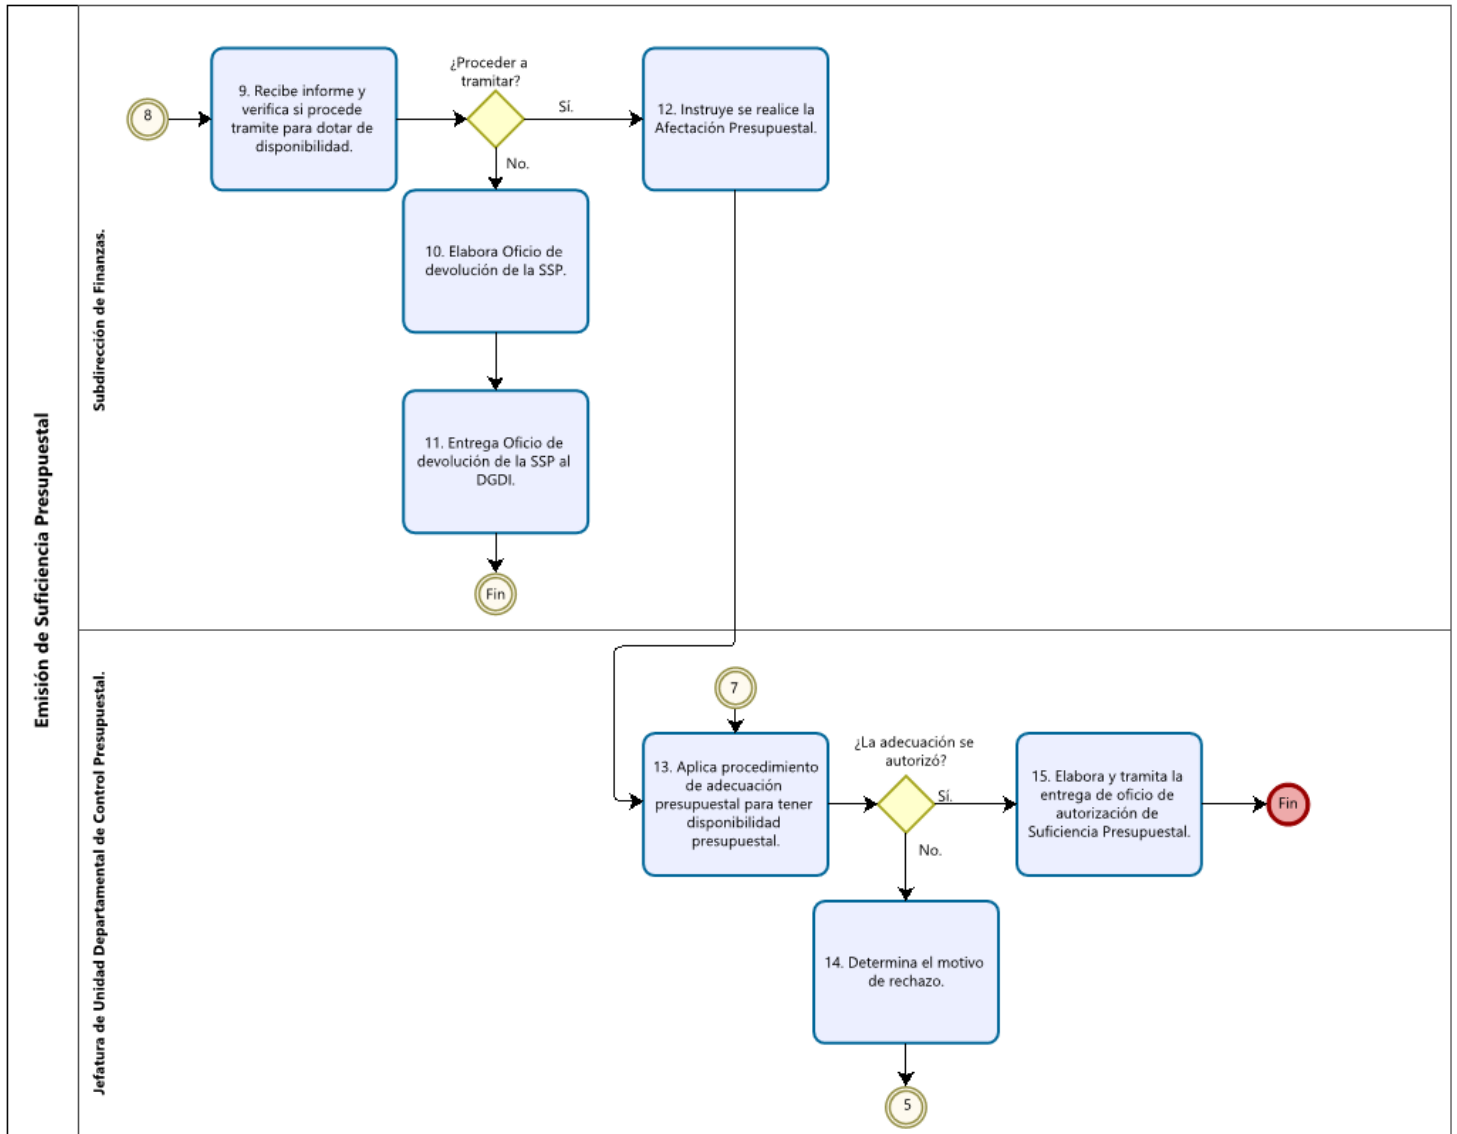 Emisión de Suficiencia Presupuestal
Subdirección de Finanzas.
8
9. Recibe informe y
verifica si procede
tramite para dotar de
disponibilidad.
¿Proceder a
tramitar?
Sí.
No.
12. Instruye se realice la
Afectación Presupuestal.
10. Elabora Oficio de
devolución de la SSP.
11. Entrega Oficio de
devolución de la SSP al
DGDI.
Fin
Jefatura de Unidad Departamental de Control Presupuestal.
7
13. Aplica procedimiento
de adecuación
presupuestal para tener
disponibilidad
presupuestal.
¿La adecuación se
autorizó?
Sí.
No.
15. Elabora y tramita la
entrega de oficio de
autorización de
Suficiencia Presupuestal.
Fin
14. Determina el motivo
de rechazo.
5